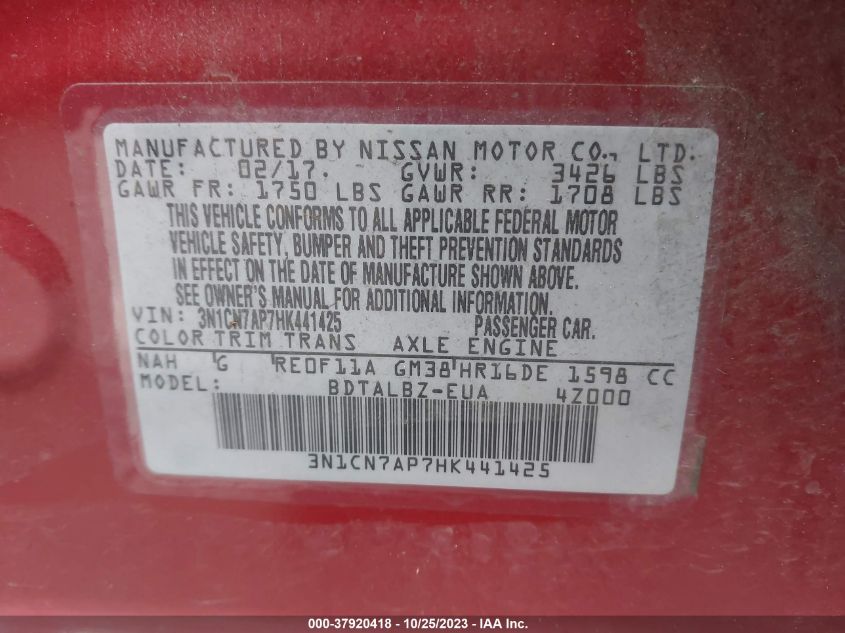 MANUFACTURED BY NISSAN MOTOR CO., LTD.
DATE: 02/17. GVWR: 3426 LBS
GAWR FR: 1750 LBS GAWR RR: 1708 LBS
THIS VEHICLE CONFORMS TO ALL APPLICABLE FEDERAL MOTOR
VEHICLE SAFETY, BUMPER AND THEFT PREVENTION STANDARDS
IN EFFECT ON THE DATE OF MANUFACTURE SHOWN ABOVE.
SEE OWNER'S MANUAL FOR ADDITIONAL INFORMATION.
VIN: 3N1CN7AP7HK441425 PASSENGER CAR.
COLOR TRIM TRANS AXLE ENGINE
NAH G RE0F11A GM38 HR16DE 1598 CC
MODEL: BDTALBZ-EUA 4Z000
3N1CN7AP7HK441425
000-37920418 - 10/25/2023 - IAA Inc.